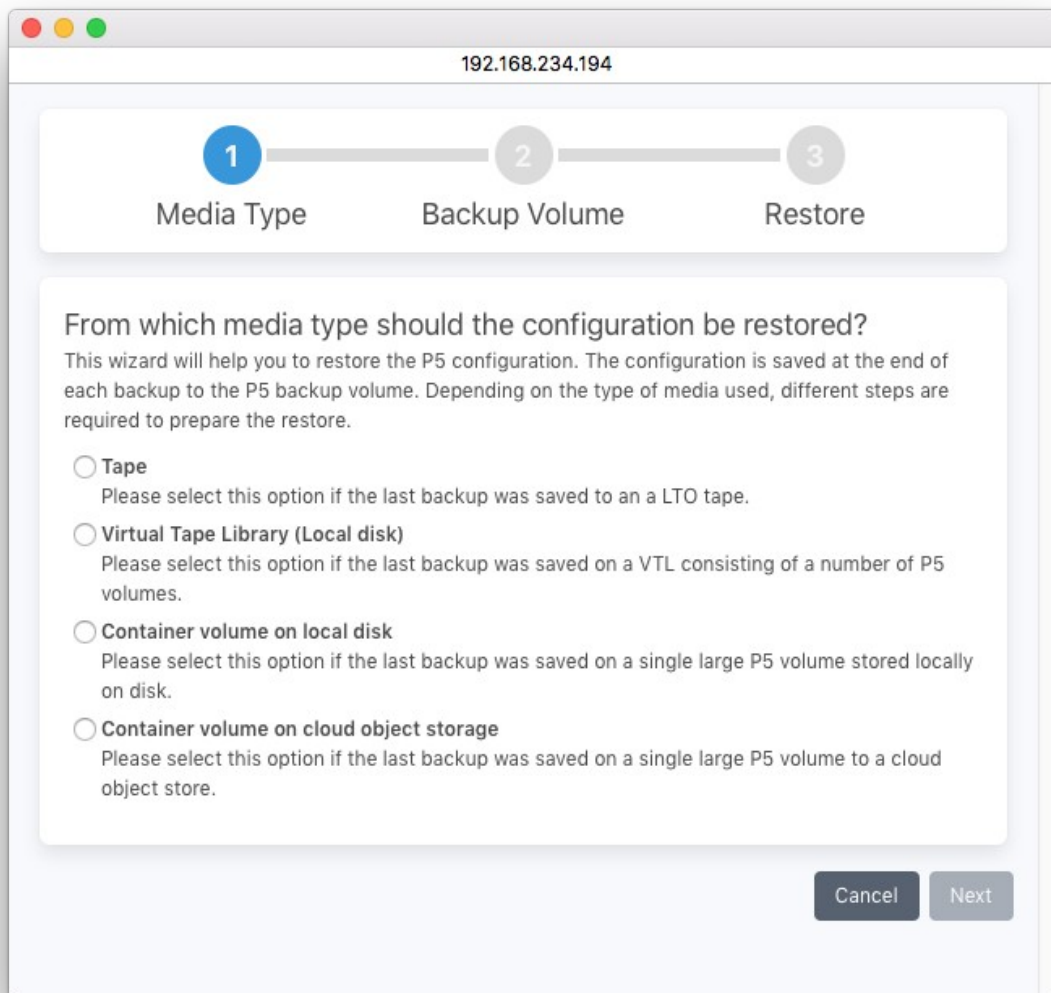 192.168.234.194
1
2
3
Media Type
Backup Volume
Restore
From which media type should the configuration be restored?
This wizard will help you to restore the P5 configuration. The configuration is saved at the end of
each backup to the P5 backup volume. Depending on the type of media used, different steps are
required to prepare the restore.
Tape
Please select this option if the last backup was saved to an a LTO tape.
Virtual Tape Library (Local disk)
Please select this option if the last backup was saved on a VTL consisting of a number of P5
volumes.
Container volume on local disk
Please select this option if the last backup was saved on a single large P5 volume stored locally
on disk.
Container volume on cloud object storage
Please select this option if the last backup was saved on a single large P5 volume to a cloud
object store.
Cancel
Next